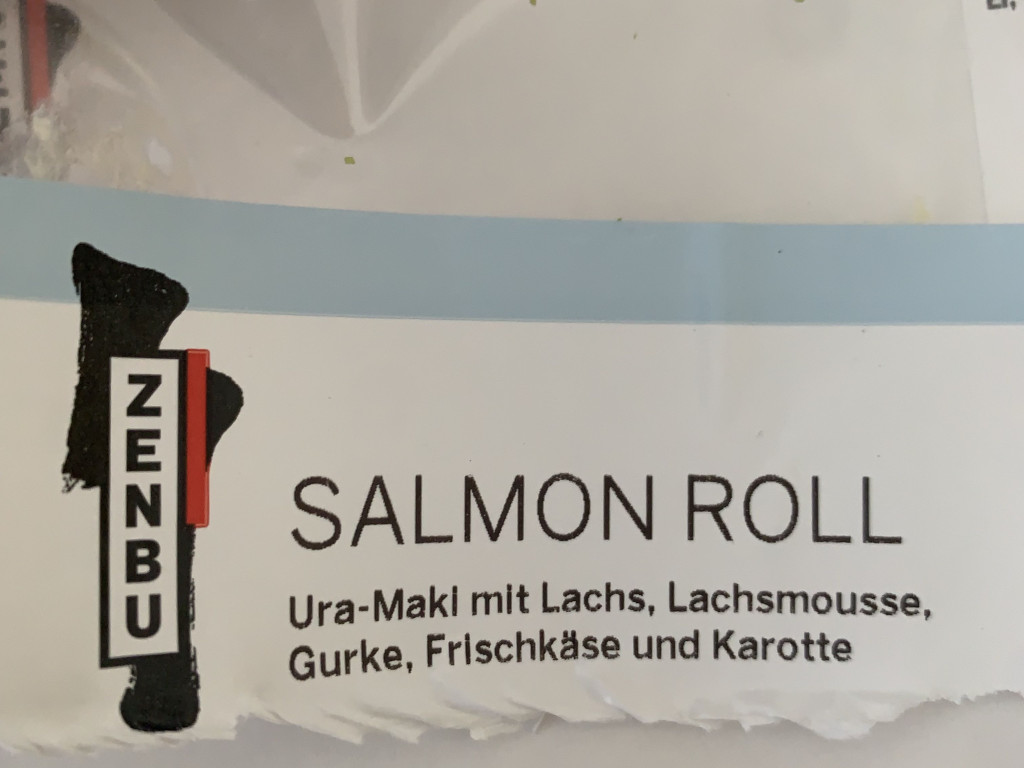 ZENBU
SALMON ROLL
Ura-Maki mit Lachs, Lachsmousse,
Gurke, Frischkäse und Karotte